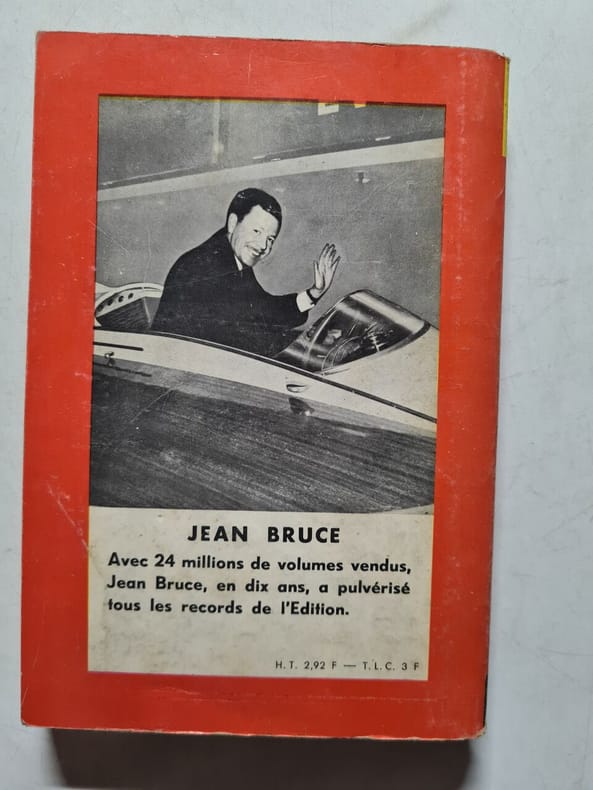 JEAN BRUCE
Avec 24 millions de volumes vendus,
Jean Bruce, en dix ans, a pulvérisé
tous les records de l'Edition.
H. T. 2,92 F — T. L. C. 3 F